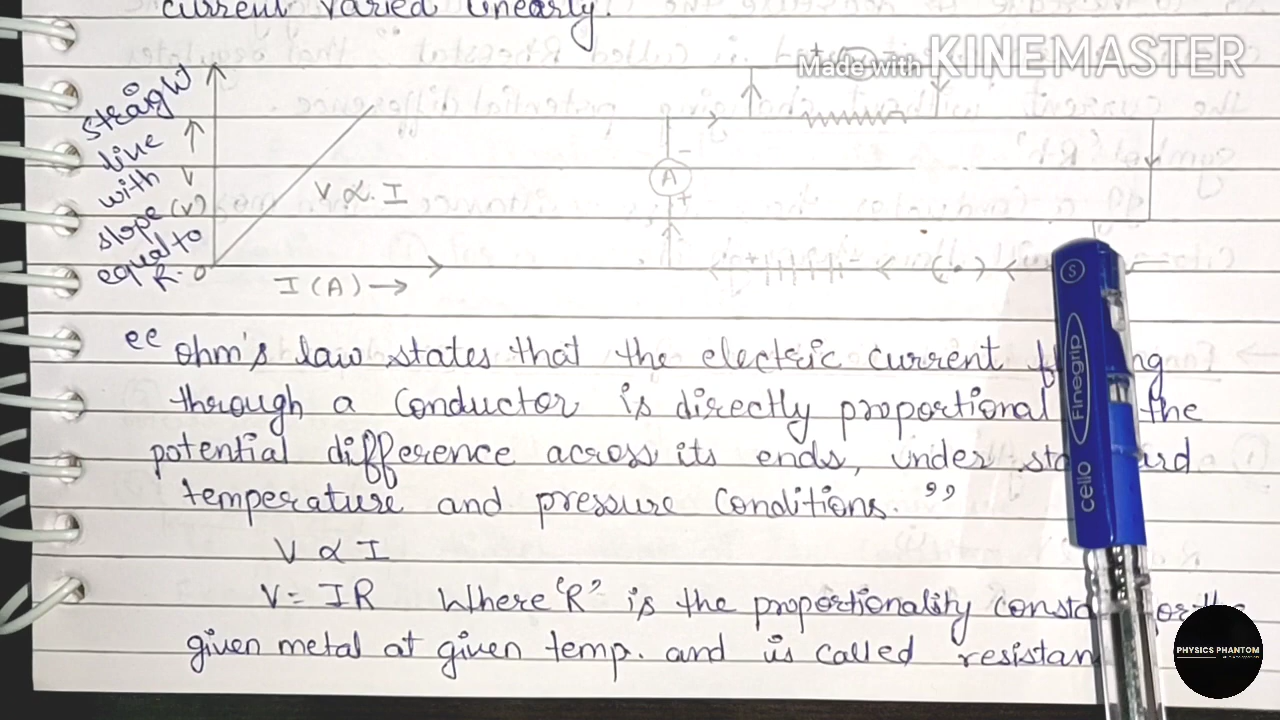 current varied linearly.
Made with KINEMASTER
straight
line
with
slope
equal to
R.
V
(V)
V ∝ I
O
I (A) →
+
-
A
+
S
Finegrip
cello
“ ohm's law states that the electric current
through a conductor is directly proportional the
potential difference across its ends, under
temperature and pressure conditions. ”
V ∝ I
V = IR Where 'R' is the proportionality
given metal at given temp. and is called
PHYSICS PHANTOM